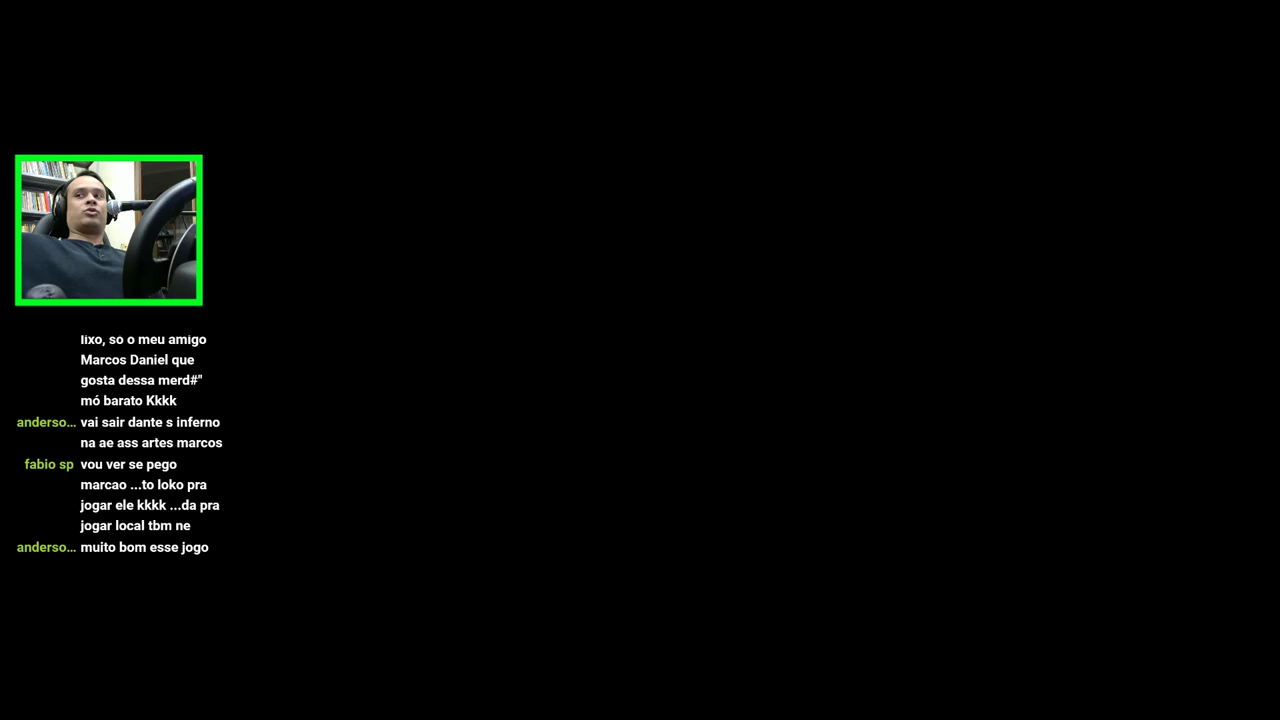 lixo, so o meu amigo
Marcos Daniel que
gosta dessa merd#"
mó barato Kkkk
anderso... vai sair dante s inferno
na ae ass artes marcos
fabio sp vou ver se pego
marcao ...to loko pra
jogar ele kkkk ...da pra
jogar local tbm ne
anderso... muito bom esse jogo